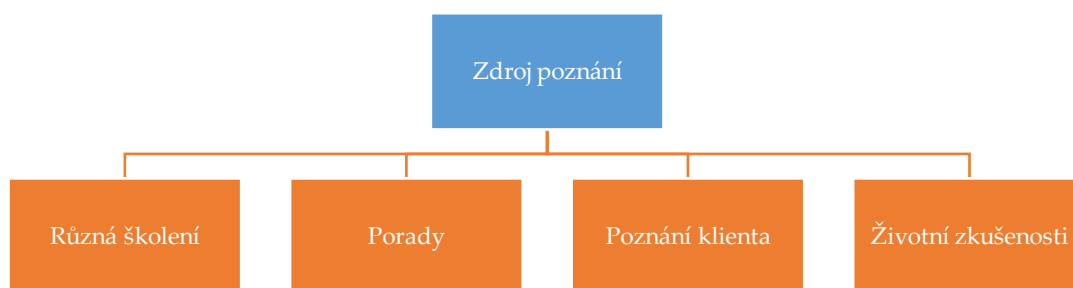 Zdroj poznání
Různá školení
Porady
Poznání klienta
Životní zkušenosti